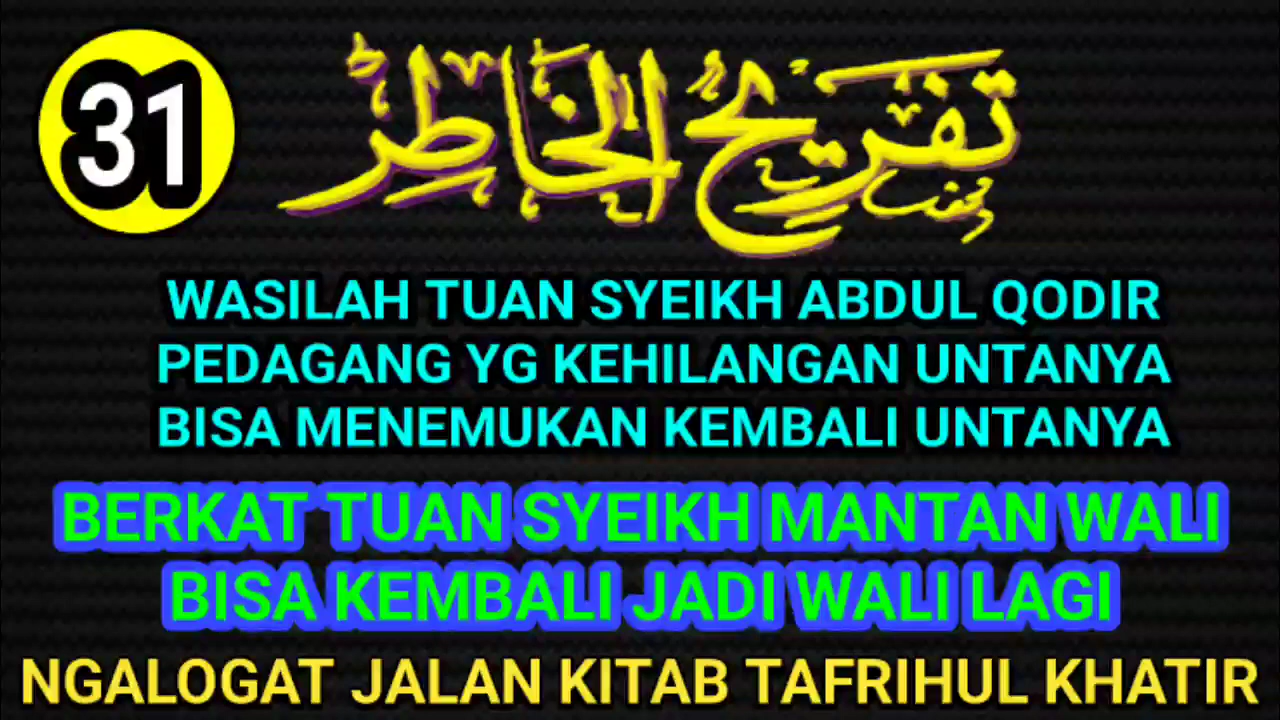 31
تفريح الخاطر
WASILAH TUAN SYEIKH ABDUL QODIR
PEDAGANG YG KEHILANGAN UNTANYA
BISA MENEMUKAN KEMBALI UNTANYA
BERKAT TUAN SYEIKH MANTAN WALI
BISA KEMBALI JADI WALI LAGI
NGALOGAT JALAN KITAB TAFRIHUL KHATIR